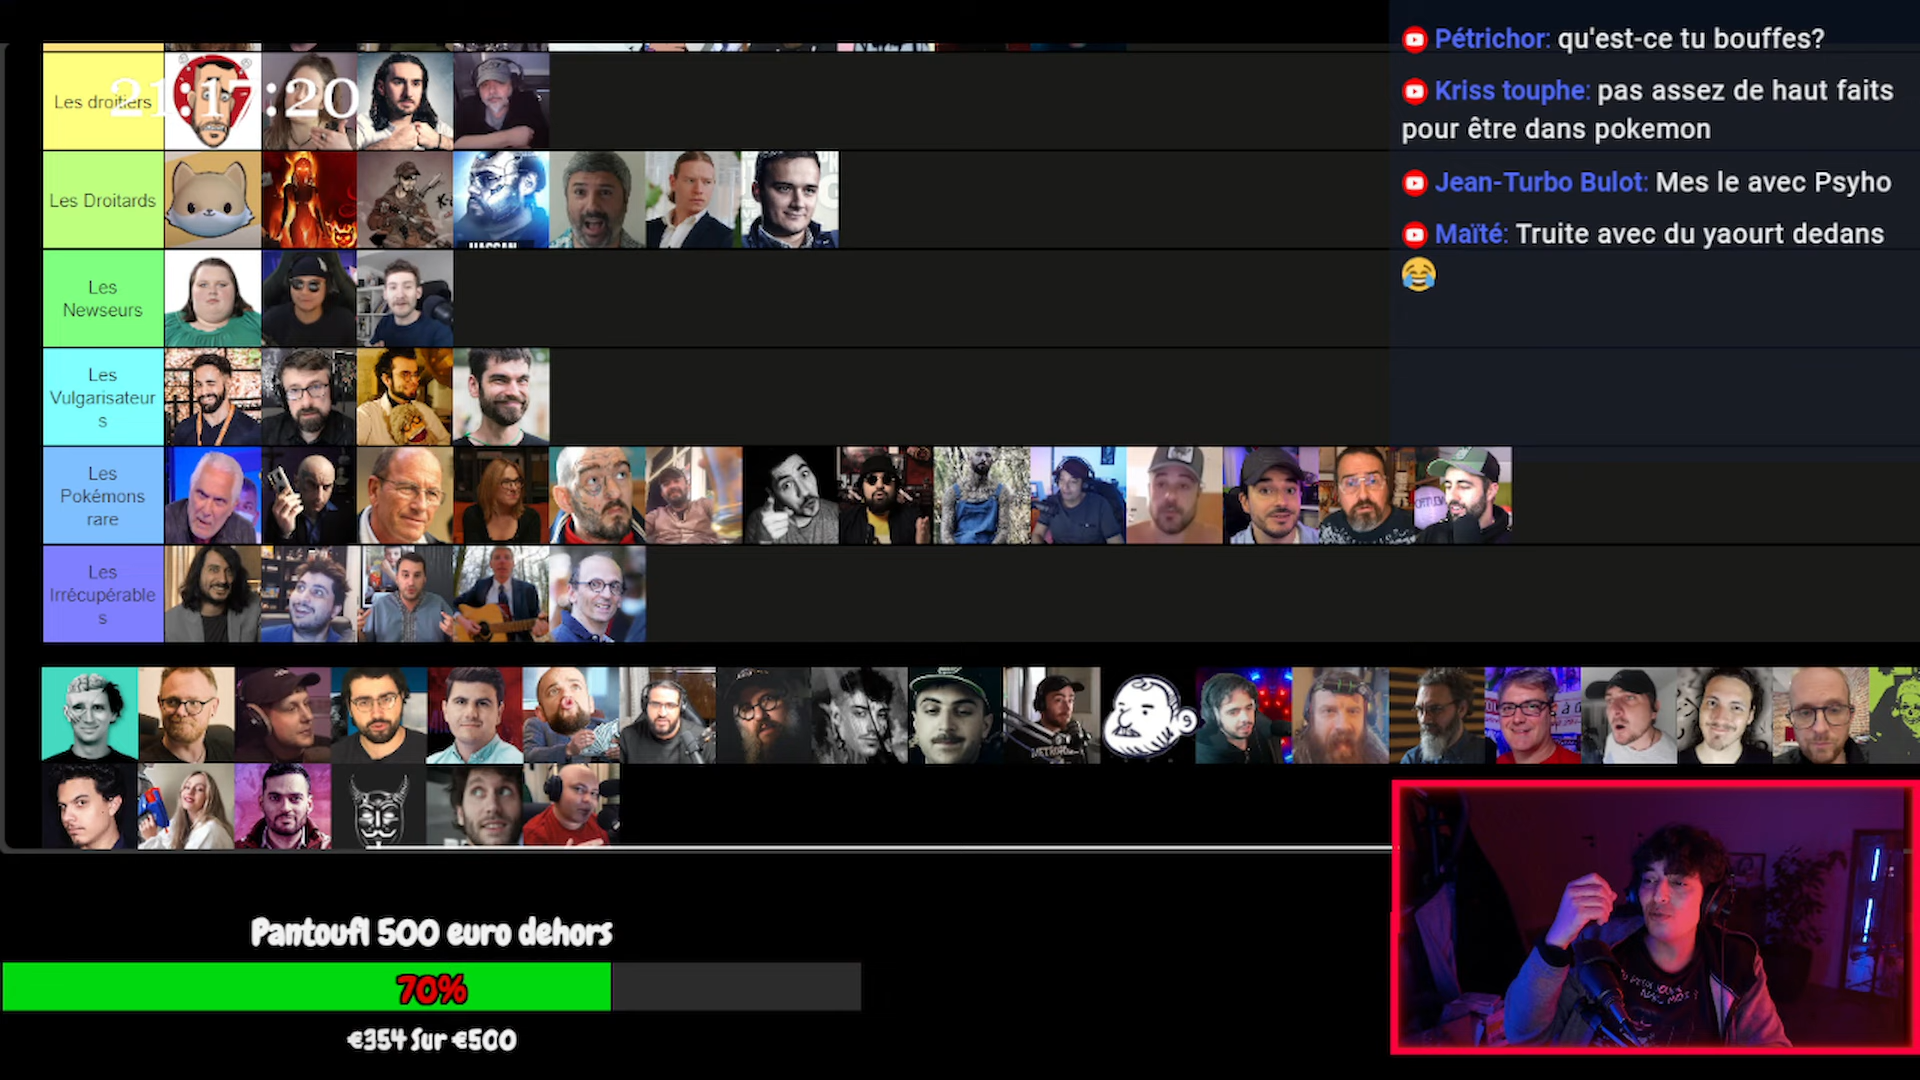 Pétrichor: qu'est-ce tu bouffes?
Kriss touphe: pas assez de haut faits
pour être dans pokemon
Jean-Turbo Bulot: Mes le avec Psyho
Maïté: Truite avec du yaourt dedans
😂
Les droitiers
21:17:20
Les Droitards
HASSAN
Les
Newseurs
Les
Vulgarisateur
s
Les
Pokémons
rare
Les
Irrécupérable
s
Pantoufl 500 euro dehors
70%
€354 Sur €500